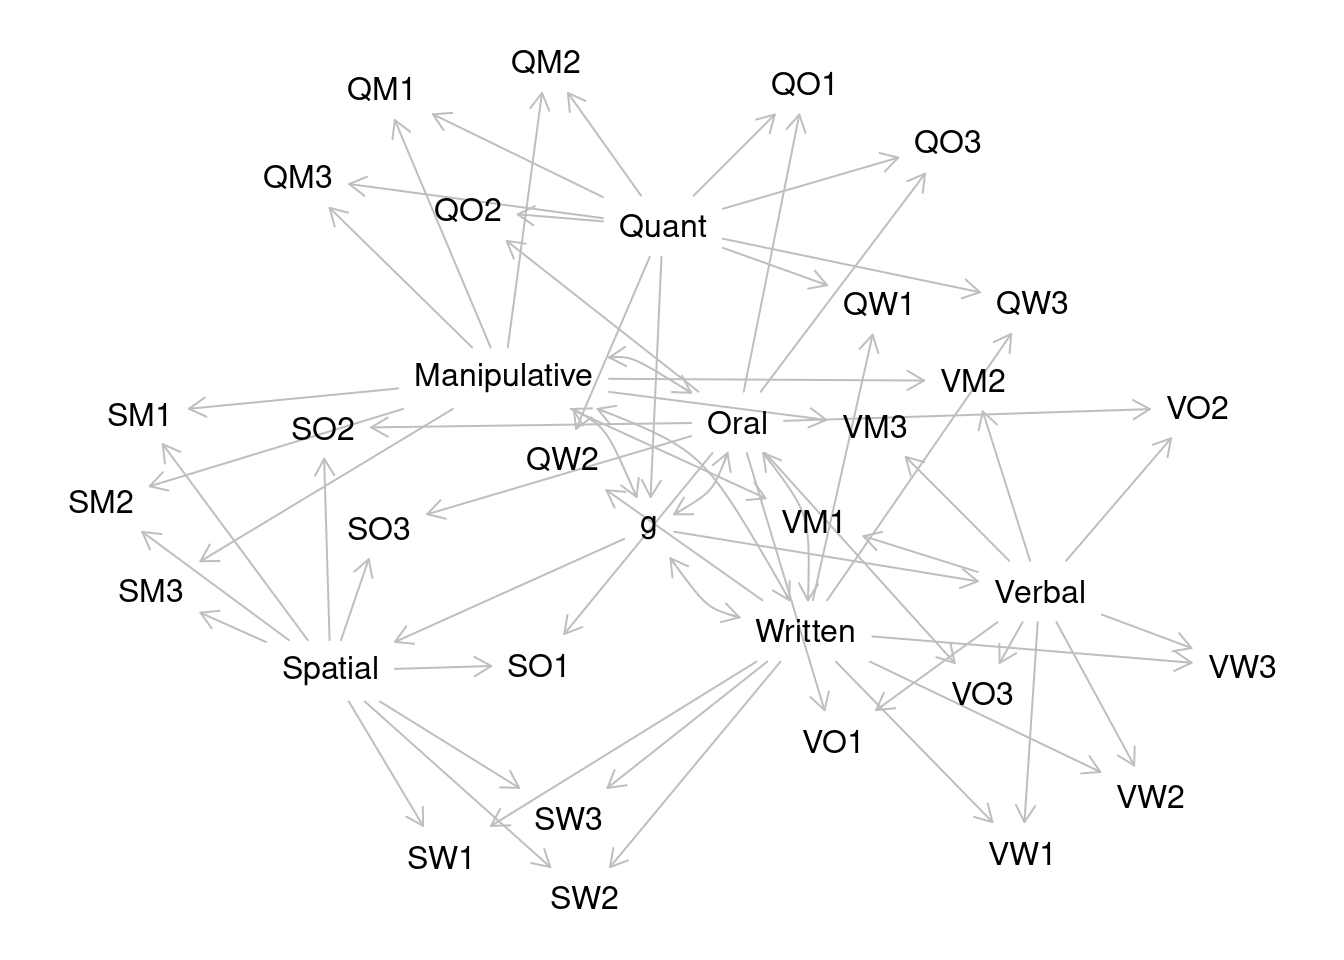 QM2
QM1
QO1
QO3
QM3
QO2
Quant
QW1
QW3
Manipulative
VM2
SM1
SO2
Oral
VM3
VO2
QW2
SM2
SO3
g
VM1
SM3
Verbal
Written
Spatial
SO1
VO3
VW3
VO1
VW2
SW3
SW1
VW1
SW2